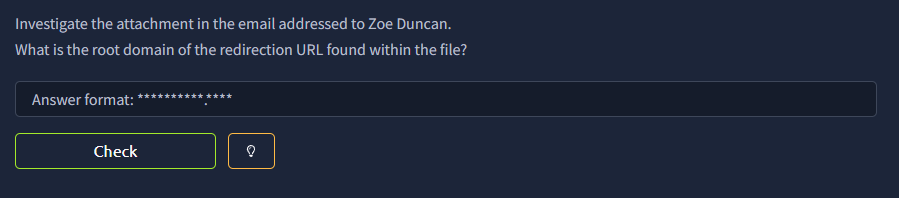 Investigate the attachment in the email addressed to Zoe Duncan.
What is the root domain of the redirection URL found within the file?
Answer format: **********.****
Check